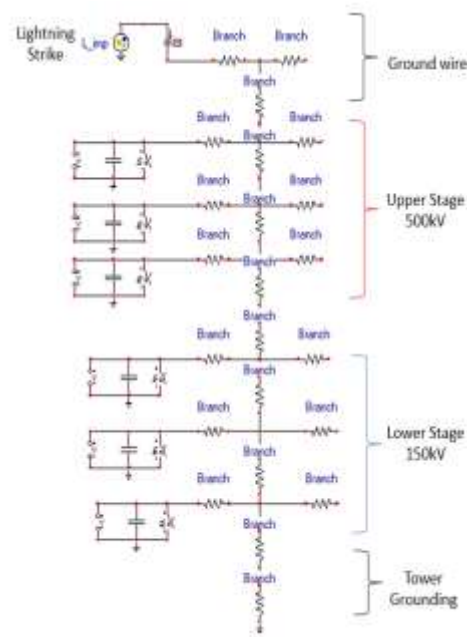 Lightning
Strike
I_imp
Branch Branch
Branch
Ground wire
Branch Branch Branch
Branch Branch Branch
Branch Branch Branch
Branch
Upper Stage
500kV
Branch
Branch Branch
Branch
Branch Branch
Branch
Branch Branch
Branch
Lower Stage
150kV
Branch
Tower
Grounding